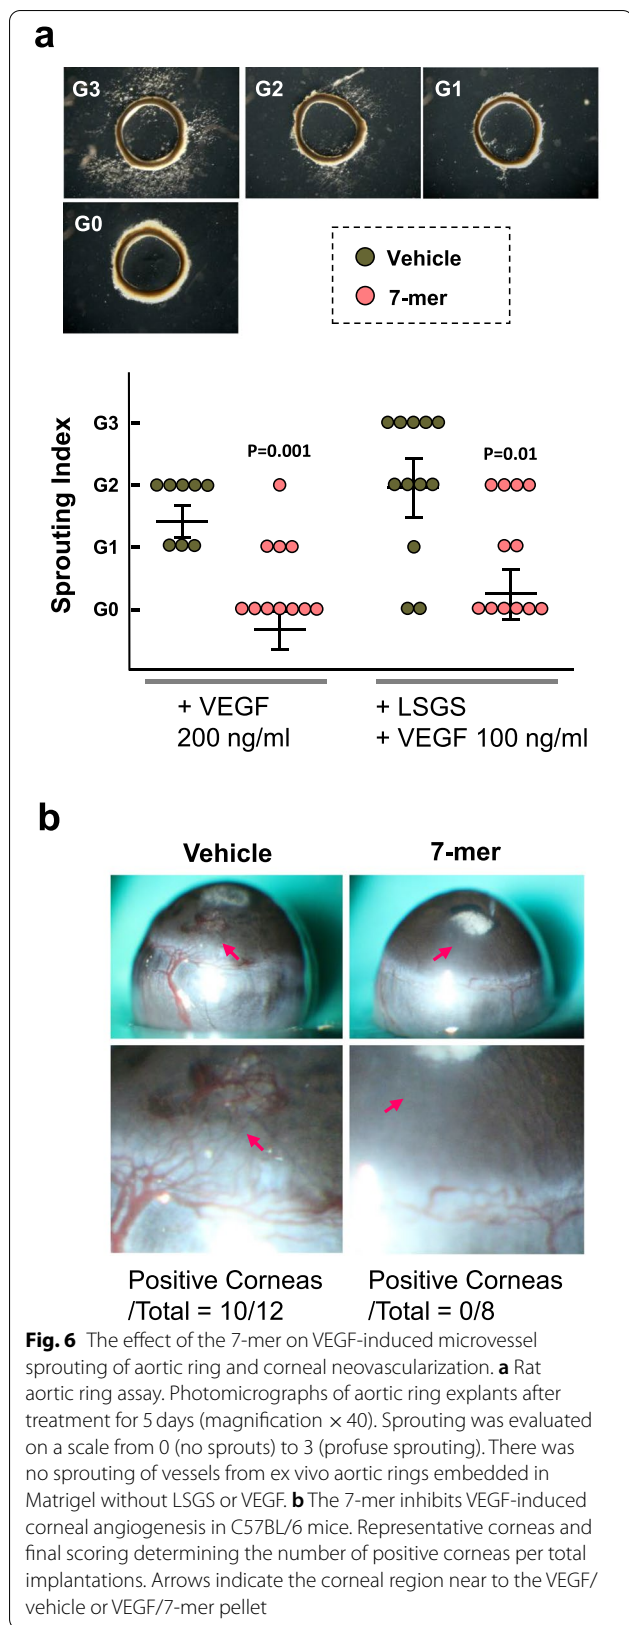 a
G3
G2
G1
G0
Vehicle
7-mer
Sprouting Index
G3
G2
G1
G0
P=0.001
P=0.01
+ VEGF
200 ng/ml
+ LSGS
+ VEGF 100 ng/ml
b
Vehicle
7-mer
Positive Corneas
/Total = 10/12
Positive Corneas
/Total = 0/8
Fig. 6 The effect of the 7-mer on VEGF-induced microvessel
sprouting of aortic ring and corneal neovascularization. a Rat
aortic ring assay. Photomicrographs of aortic ring explants after
treatment for 5 days (magnification × 40). Sprouting was evaluated
on a scale from 0 (no sprouts) to 3 (profuse sprouting). There was
no sprouting of vessels from ex vivo aortic rings embedded in
Matrigel without LSGS or VEGF. b The 7-mer inhibits VEGF-induced
corneal angiogenesis in C57BL/6 mice. Representative corneas and
final scoring determining the number of positive corneas per total
implantations. Arrows indicate the corneal region near to the VEGF/
vehicle or VEGF/7-mer pellet